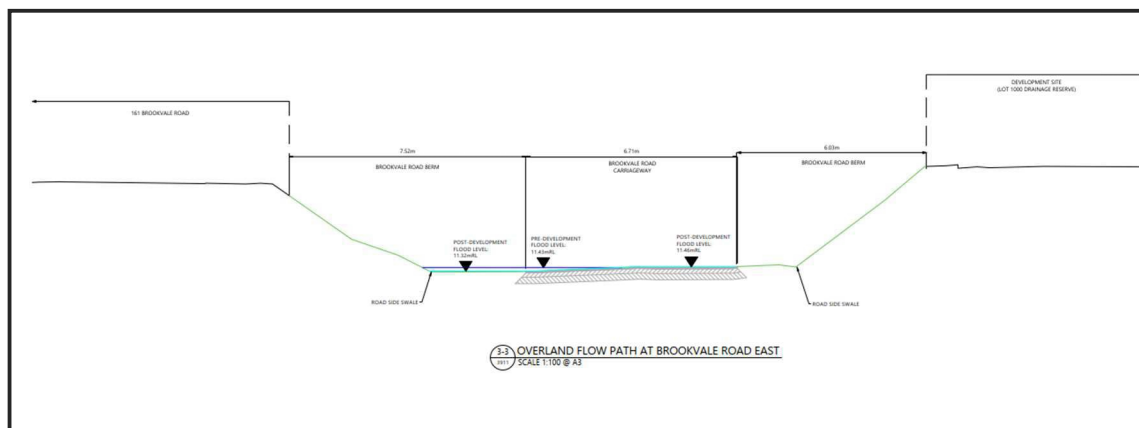 DEVELOPMENT SITE
(LOT 1000 DRAINAGE RESERVE)
161 BROOKVALE ROAD
7.52m
6.71m
6.03m
BROOKVALE ROAD BERM
BROOKVALE ROAD
CARRIAGEWAY
BROOKVALE ROAD BERM
POST-DEVELOPMENT
FLOOD LEVEL:
11.32mRL
PRE-DEVELOPMENT
FLOOD LEVEL:
11.43mRL
POST-DEVELOPMENT
FLOOD LEVEL:
11.46mRL
ROAD SIDE SWALE
ROAD SIDE SWALE
3-3
3911
OVERLAND FLOW PATH AT BROOKVALE ROAD EAST
SCALE 1:100 @ A3